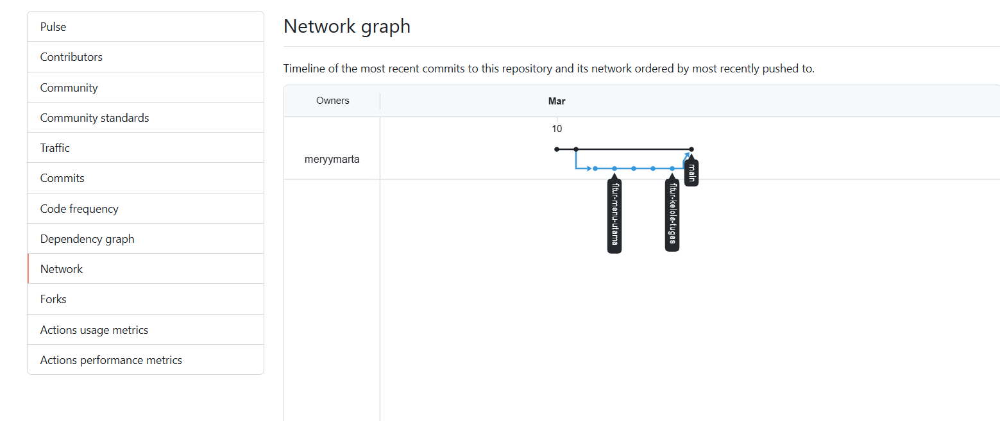 Pulse
Contributors
Community
Community standards
Traffic
Commits
Code frequency
Dependency graph
Network
Forks
Actions usage metrics
Actions performance metrics
Network graph
Timeline of the most recent commits to this repository and its network ordered by most recently pushed to.
Owners
Mar
10
meryymarta
main
fitur-menu-utama
fitur-kelola-tugas